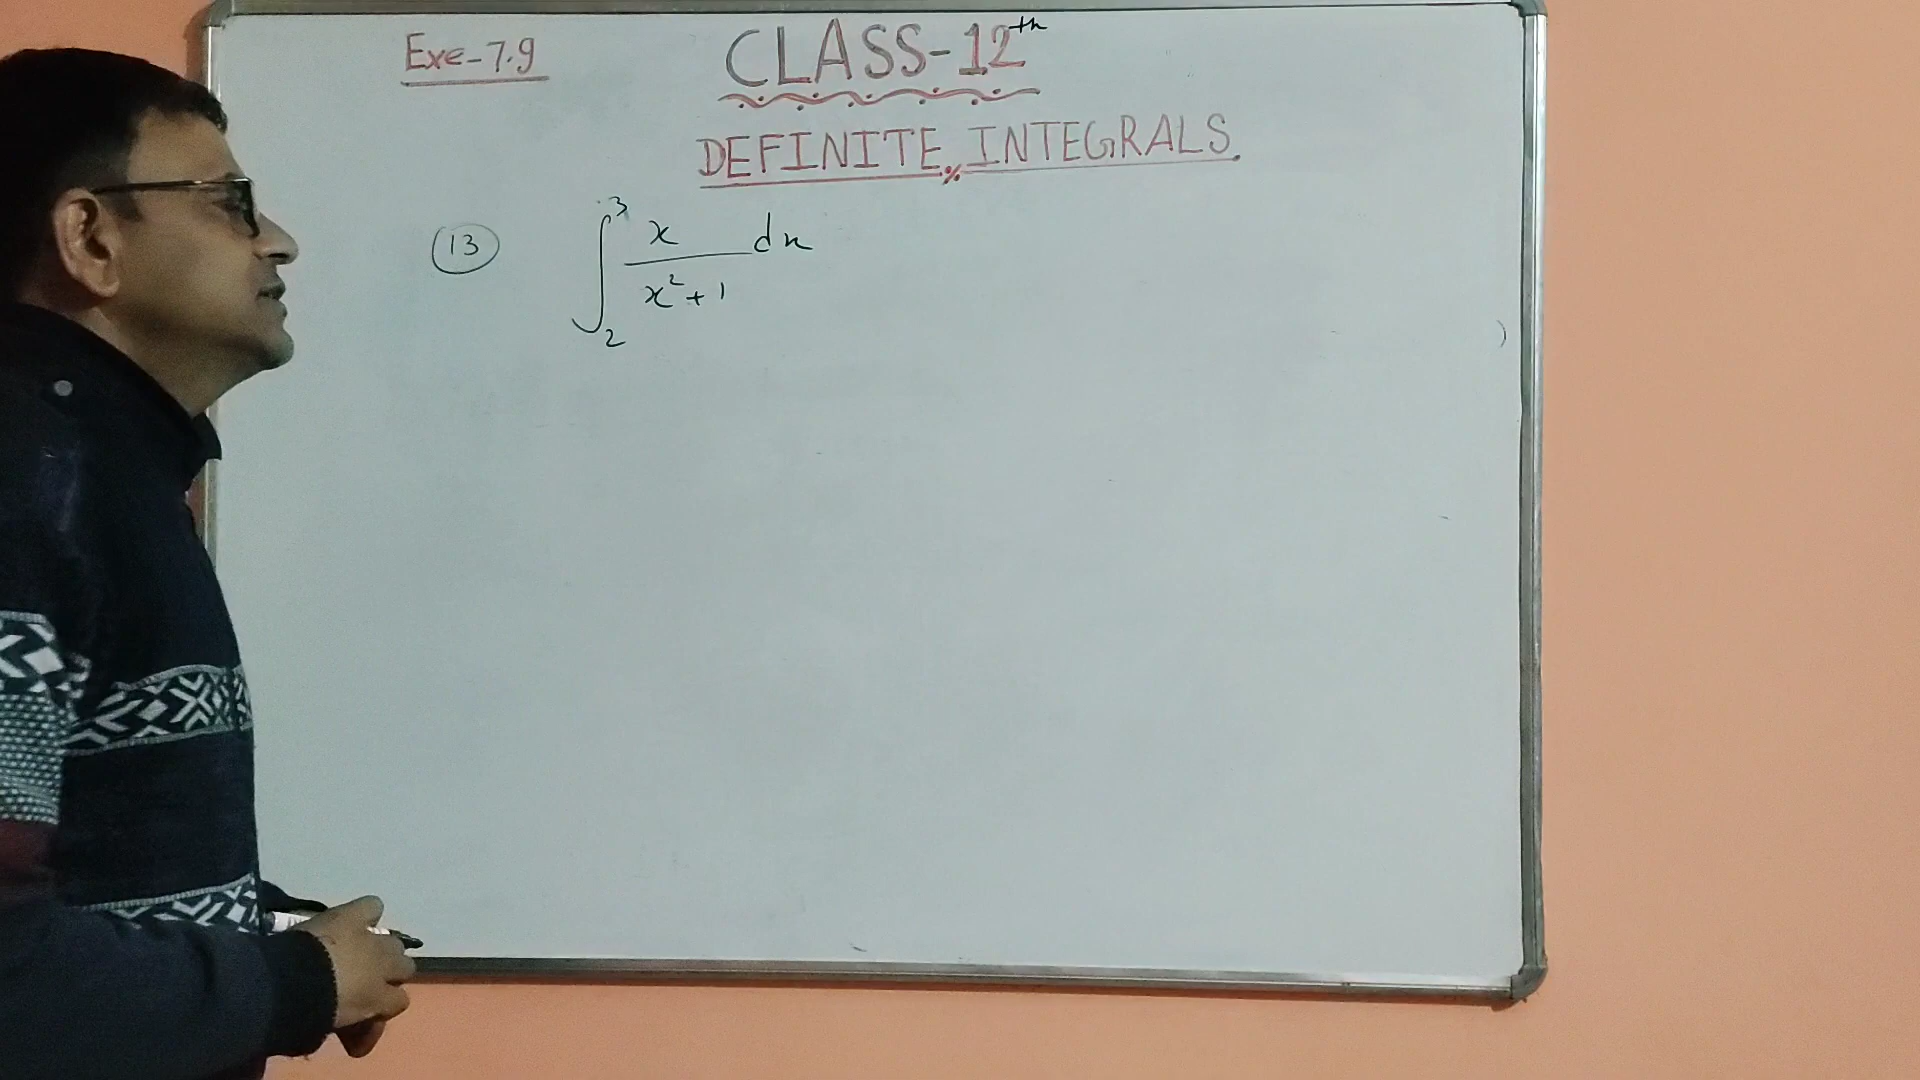 Exe-7.9
CLASS-12th
DEFINITE INTEGRALS.
13 ∫₂³ x/(x²+1) dx